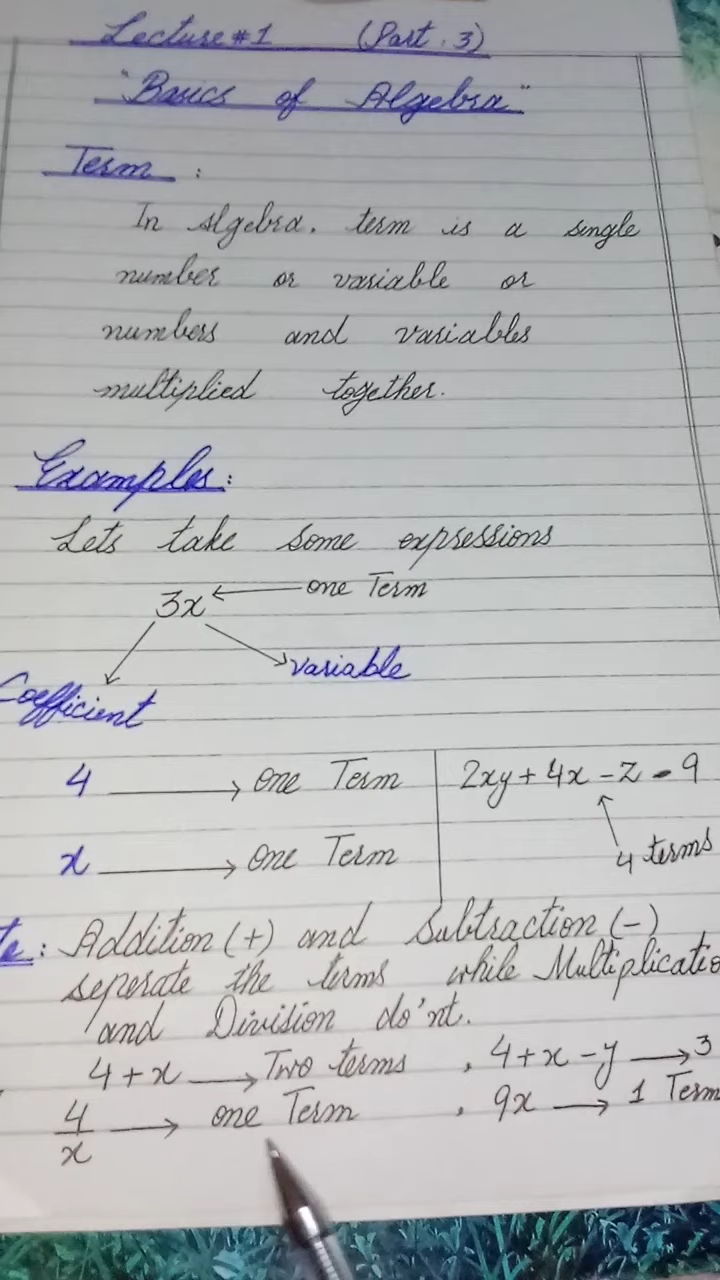 Lecture #1 (Part. 3)
"Basics of Algebra"
Term :
In algebra, term is a single
number or variable or
numbers and variables
multiplied together.
Examples:
Lets take some expressions
3x ← one Term
variable
Coefficient
4 → one Term
2xy + 4x - z - 9
4 terms
x → one Term
te: Addition (+) and Subtraction (-)
seperate the terms while Multiplicatio
and Division do'nt.
4 + x → Two terms , 4 + x - y → 3
4/x → one Term , 9x → 1 Term